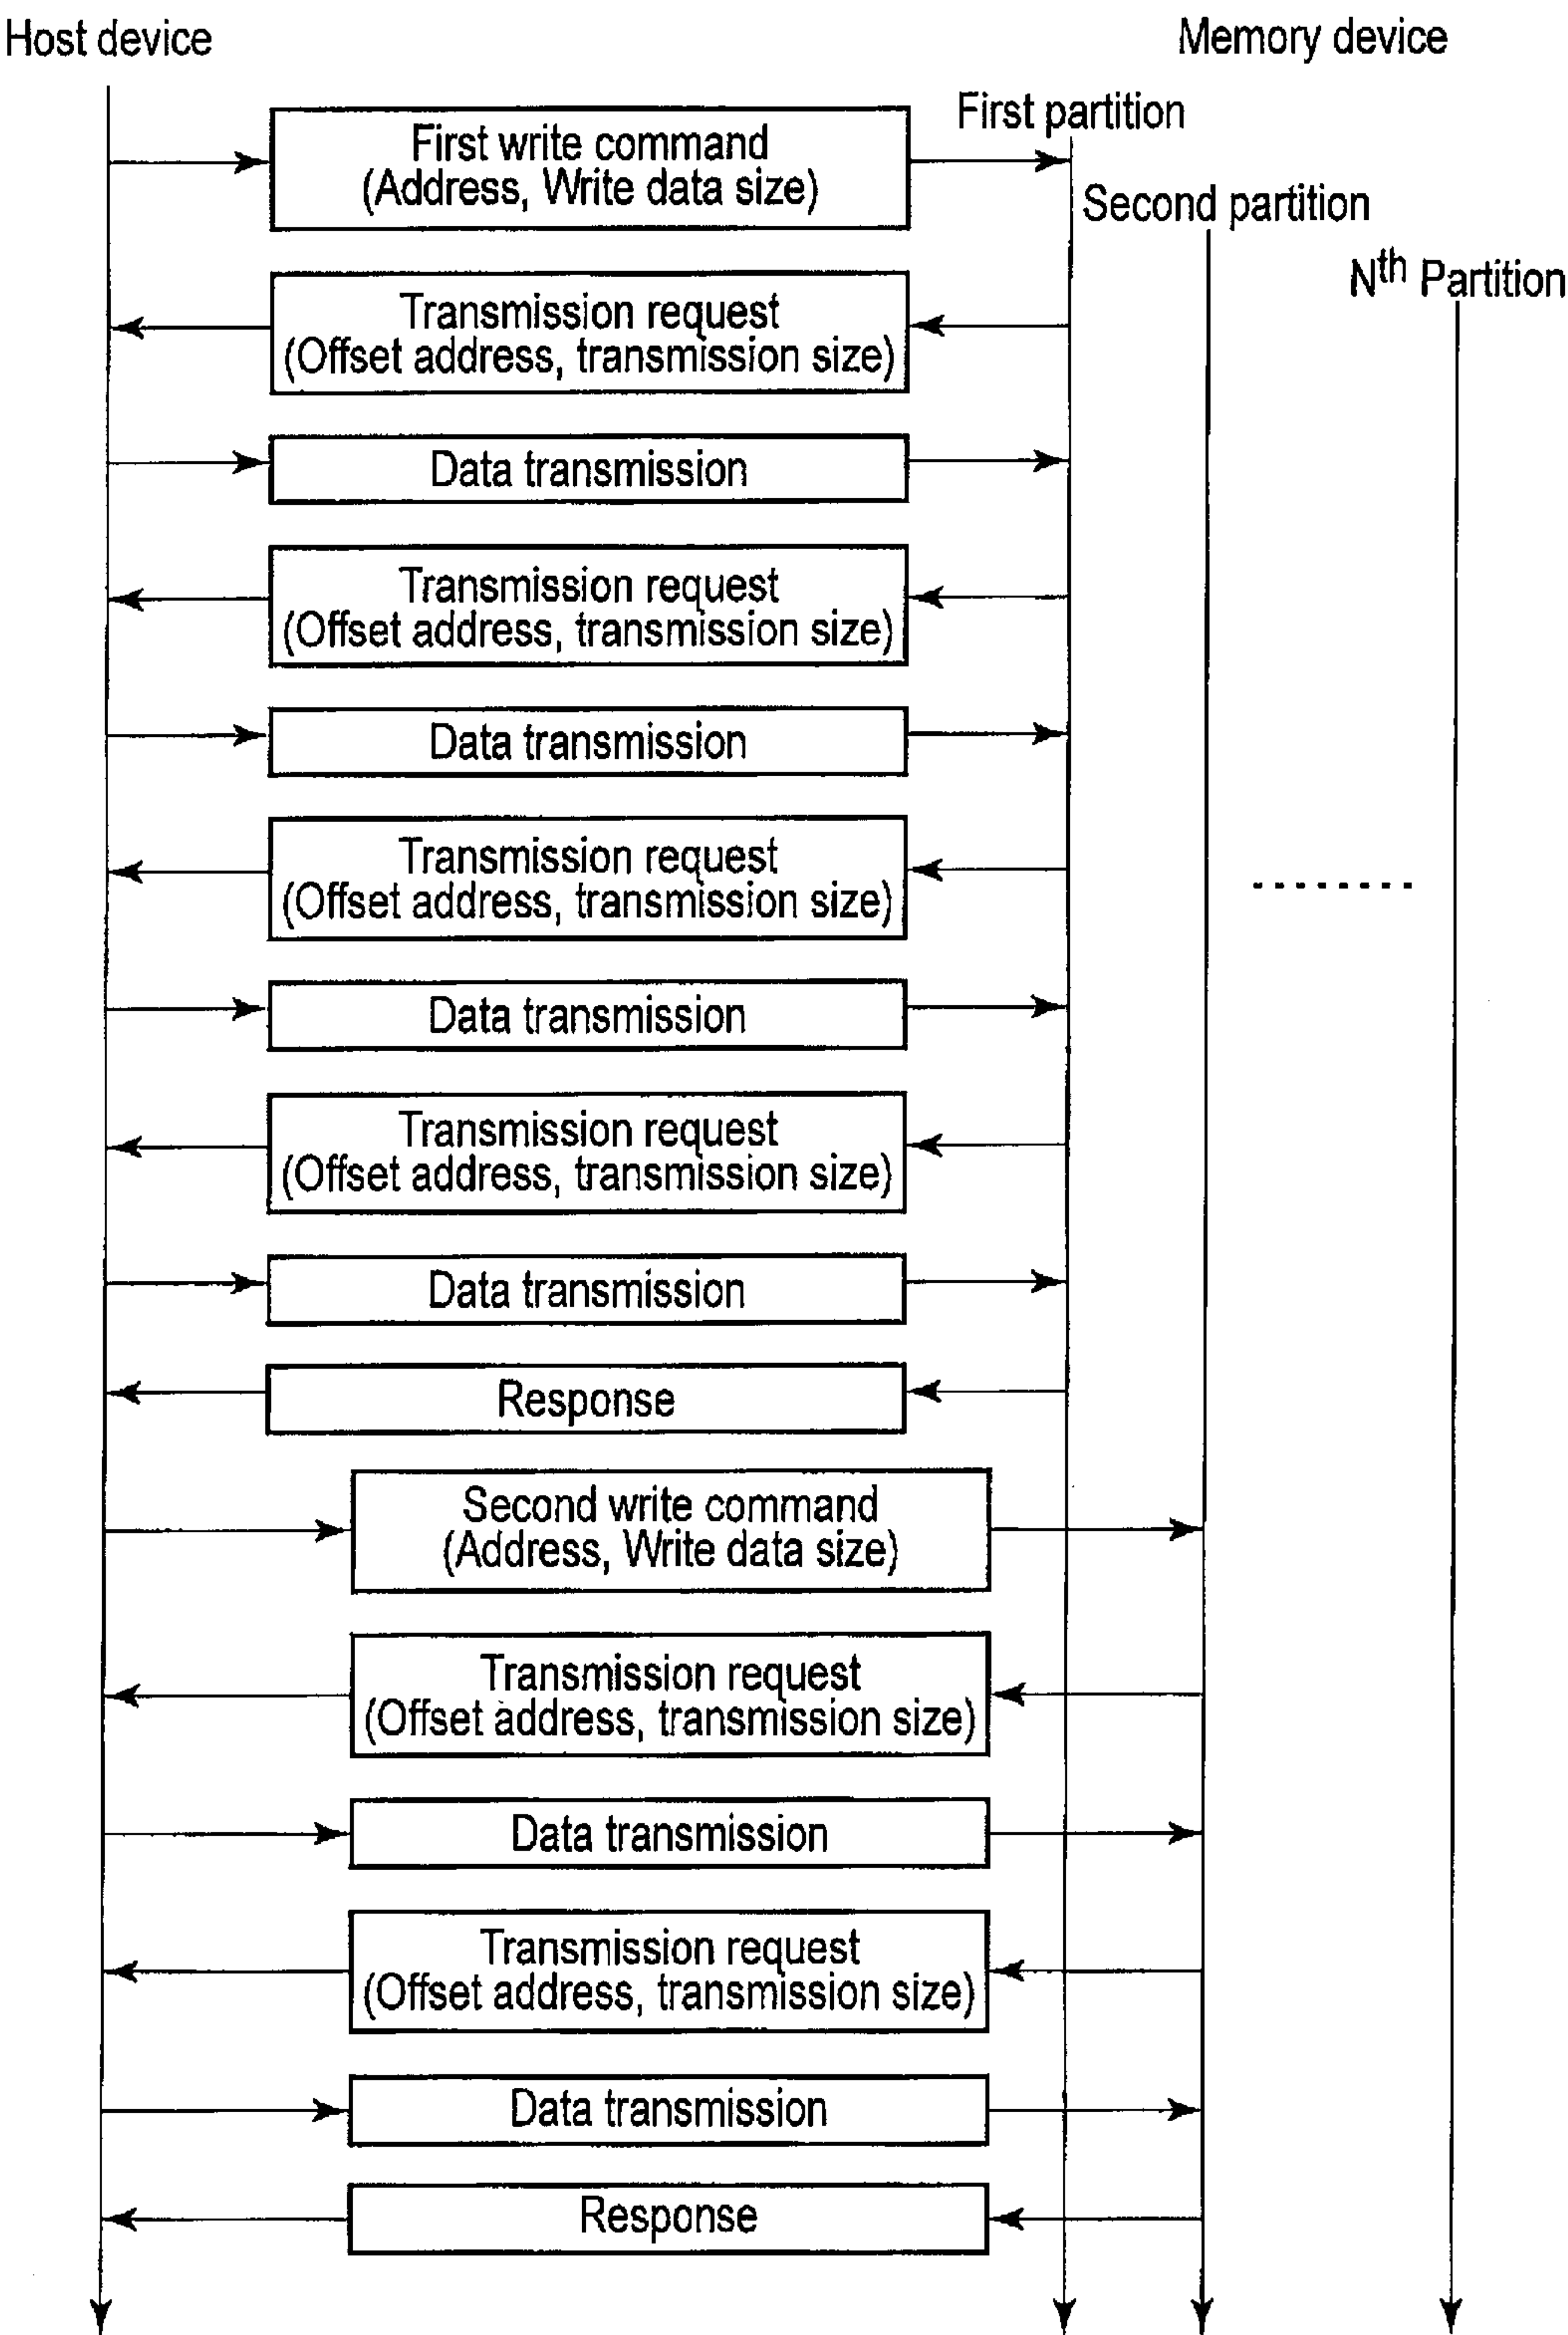 Host device
Memory device
First partition
First write command
(Address, Write data size)
Second partition
Nth Partition
Transmission request
(Offset address, transmission size)
Data transmission
Transmission request
(Offset address, transmission size)
Data transmission
Transmission request
(Offset address, transmission size)
Data transmission
Transmission request
(Offset address, transmission size)
Data transmission
Response
Second write command
(Address, Write data size)
Transmission request
(Offset address, transmission size)
Data transmission
Transmission request
(Offset address, transmission size)
Data transmission
Response